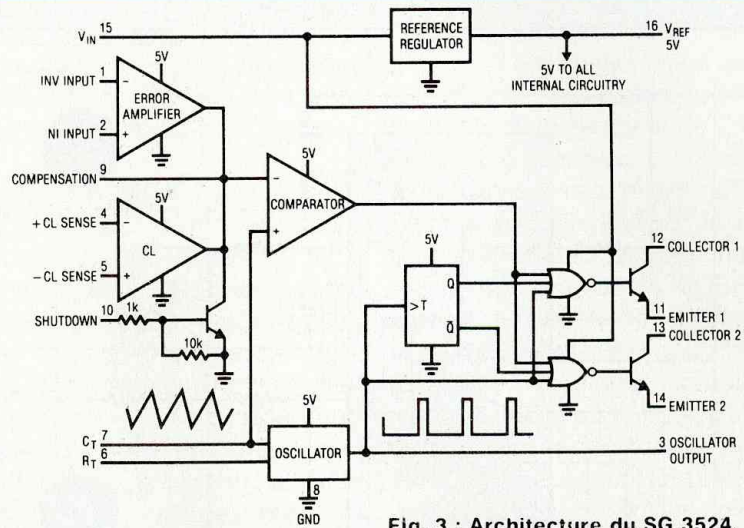 VIN 15
REFERENCE
REGULATOR
16 VREF
5V
5V TO ALL
INTERNAL CIRCUITRY
INV INPUT 1
5V
ERROR
AMPLIFIER
NI INPUT 2
COMPENSATION 9
5V
COMPARATOR
+CL SENSE 4
5V
CL
-CL SENSE 5
SHUTDOWN 10 1k
10k
5V
Q
>T
Q̄
12 COLLECTOR 1
11 EMITTER 1
13 COLLECTOR 2
14 EMITTER 2
CT 7
RT 6
5V
OSCILLATOR
8
GND
3 OSCILLATOR
OUTPUT
Fig. 3 : Architecture du SG 3524